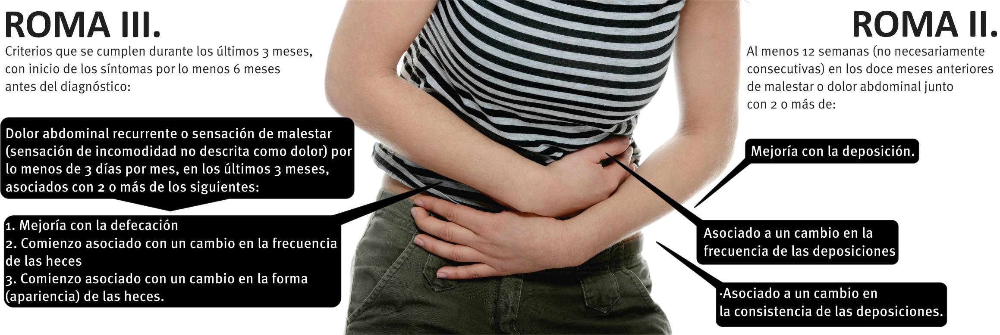 ROMA III.
Criterios que se cumplen durante los últimos 3 meses,
con inicio de los síntomas por lo menos 6 meses
antes del diagnóstico:
Dolor abdominal recurrente o sensación de malestar
(sensación de incomodidad no descrita como dolor) por
lo menos de 3 días por mes, en los últimos 3 meses,
asociados con 2 o más de los siguientes:
1. Mejoría con la defecación
2. Comienzo asociado con un cambio en la frecuencia
de las heces
3. Comienzo asociado con un cambio en la forma
(apariencia) de las heces.
ROMA II.
Al menos 12 semanas (no necesariamente
consecutivas) en los doce meses anteriores
de malestar o dolor abdominal junto
con 2 o más de:
Mejoría con la deposición.
Asociado a un cambio en la
frecuencia de las deposiciones
·Asociado a un cambio en
la consistencia de las deposiciones.